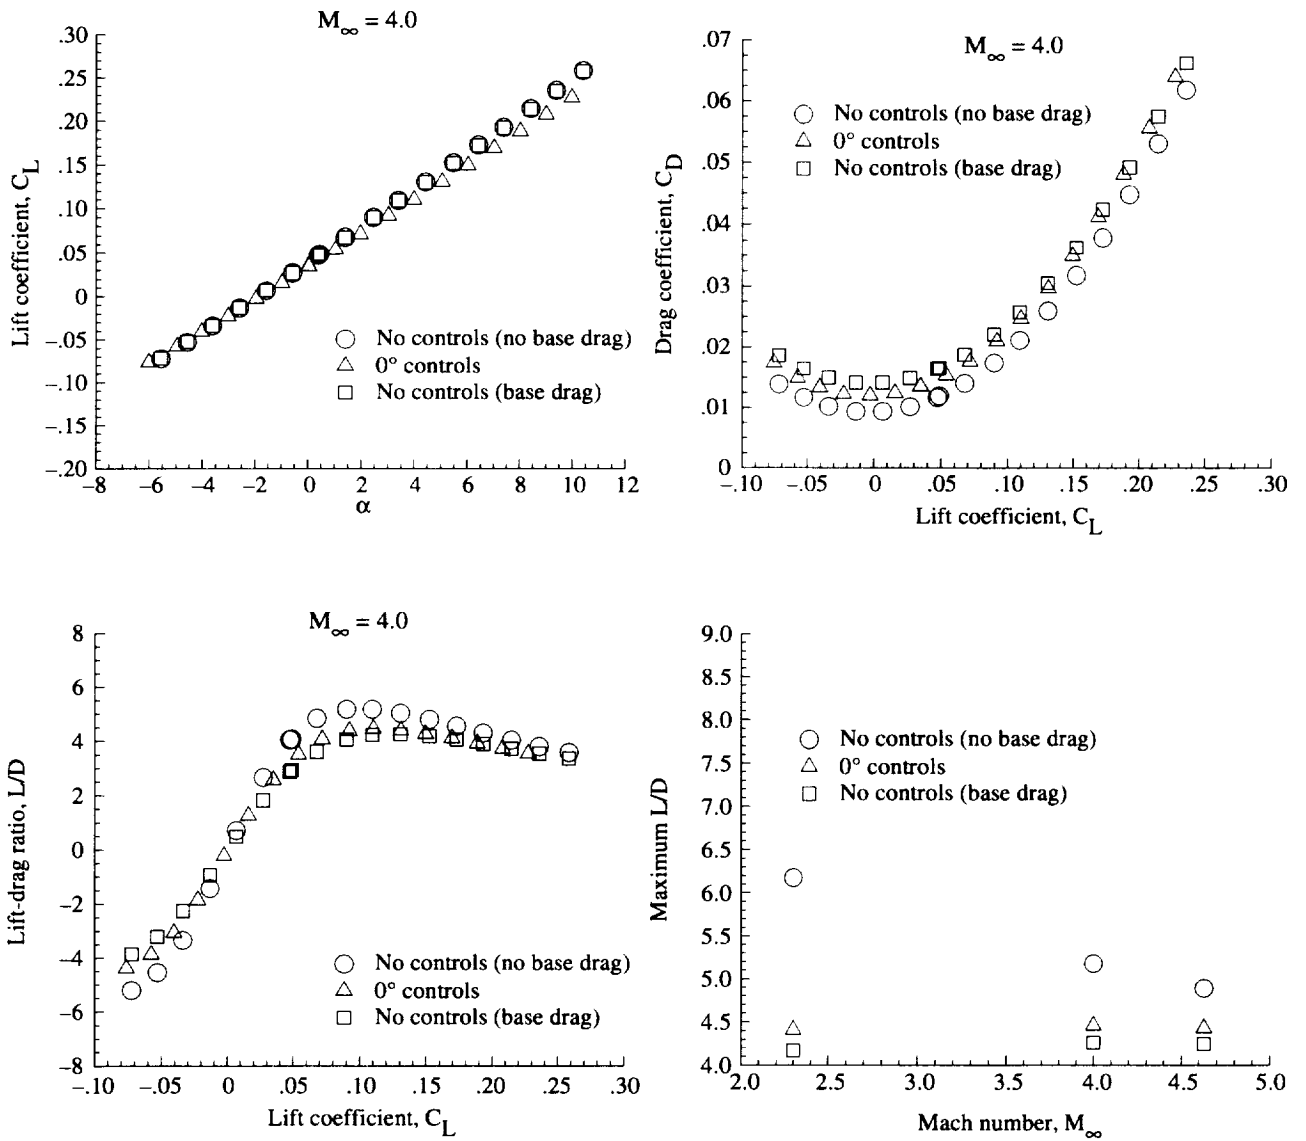 M∞ = 4.0
.30
.25
.20
.15
.10
.05
0
−.05
−.10
−.15
−.20
Lift coefficient, CL
No controls (no base drag)
0° controls
No controls (base drag)
−8 −6 −4 −2 0 2 4 6 8 10 12
α
M∞ = 4.0
.07
.06
.05
.04
.03
.02
.01
0
Drag coefficient, CD
No controls (no base drag)
0° controls
No controls (base drag)
−.10 −.05 0 .05 .10 .15 .20 .25 .30
Lift coefficient, CL
M∞ = 4.0
8
6
4
2
0
−2
−4
−6
−8
Lift-drag ratio, L/D
No controls (no base drag)
0° controls
No controls (base drag)
−.10 −.05 0 .05 .10 .15 .20 .25 .30
Lift coefficient, CL
9.0
8.5
8.0
7.5
7.0
6.5
6.0
5.5
5.0
4.5
4.0
Maximum L/D
No controls (no base drag)
0° controls
No controls (base drag)
2.0 2.5 3.0 3.5 4.0 4.5 5.0
Mach number, M∞